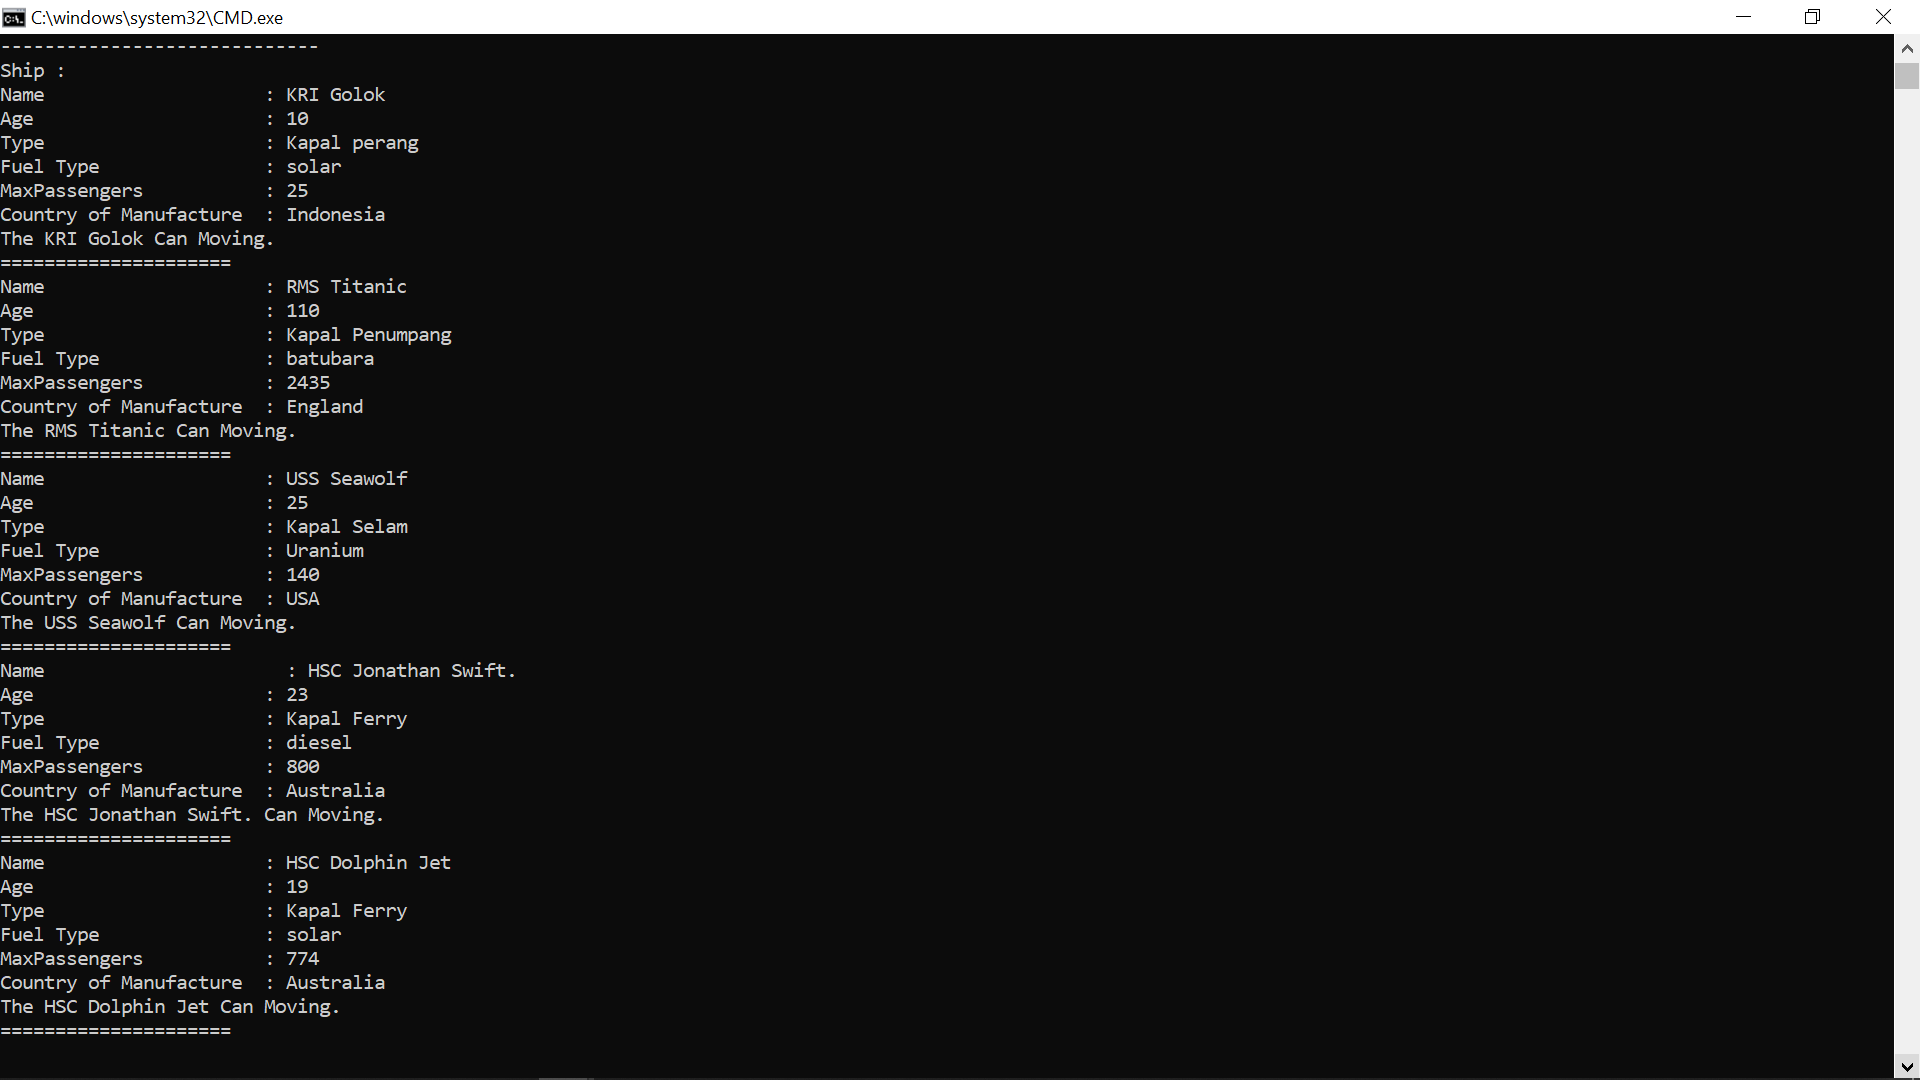 C:\windows\system32\CMD.exe
-----------------------------
Ship :
Name                    : KRI Golok
Age                     : 10
Type                    : Kapal perang
Fuel Type               : solar
MaxPassengers           : 25
Country of Manufacture  : Indonesia
The KRI Golok Can Moving.
=====================
Name                    : RMS Titanic
Age                     : 110
Type                    : Kapal Penumpang
Fuel Type               : batubara
MaxPassengers           : 2435
Country of Manufacture  : England
The RMS Titanic Can Moving.
=====================
Name                    : USS Seawolf
Age                     : 25
Type                    : Kapal Selam
Fuel Type               : Uranium
MaxPassengers           : 140
Country of Manufacture  : USA
The USS Seawolf Can Moving.
=====================
Name                      : HSC Jonathan Swift.
Age                     : 23
Type                    : Kapal Ferry
Fuel Type               : diesel
MaxPassengers           : 800
Country of Manufacture  : Australia
The HSC Jonathan Swift. Can Moving.
=====================
Name                    : HSC Dolphin Jet
Age                     : 19
Type                    : Kapal Ferry
Fuel Type               : solar
MaxPassengers           : 774
Country of Manufacture  : Australia
The HSC Dolphin Jet Can Moving.
=====================